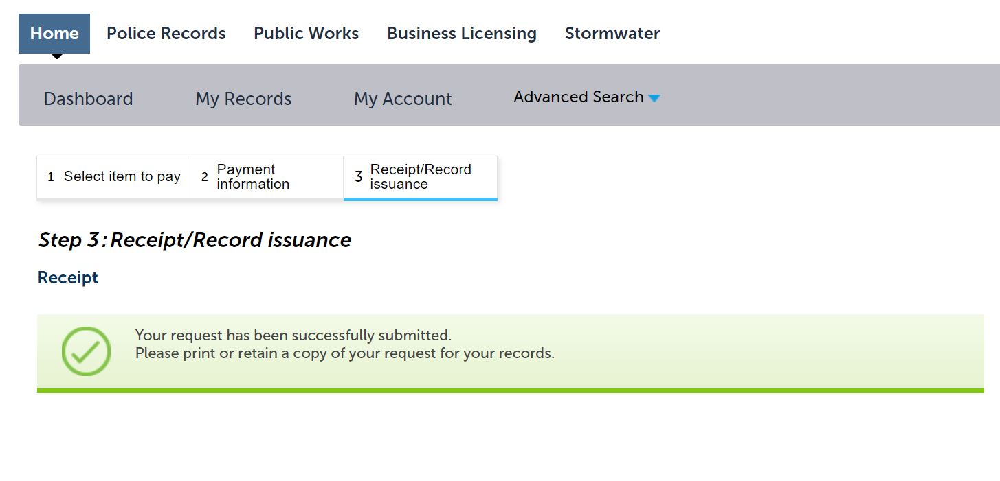 Home Police Records Public Works Business Licensing Stormwater
Dashboard My Records My Account Advanced Search
1 Select item to pay
2 Payment
information
3 Receipt/Record
issuance
Step 3: Receipt/Record issuance
Receipt
Your request has been successfully submitted.
Please print or retain a copy of your request for your records.